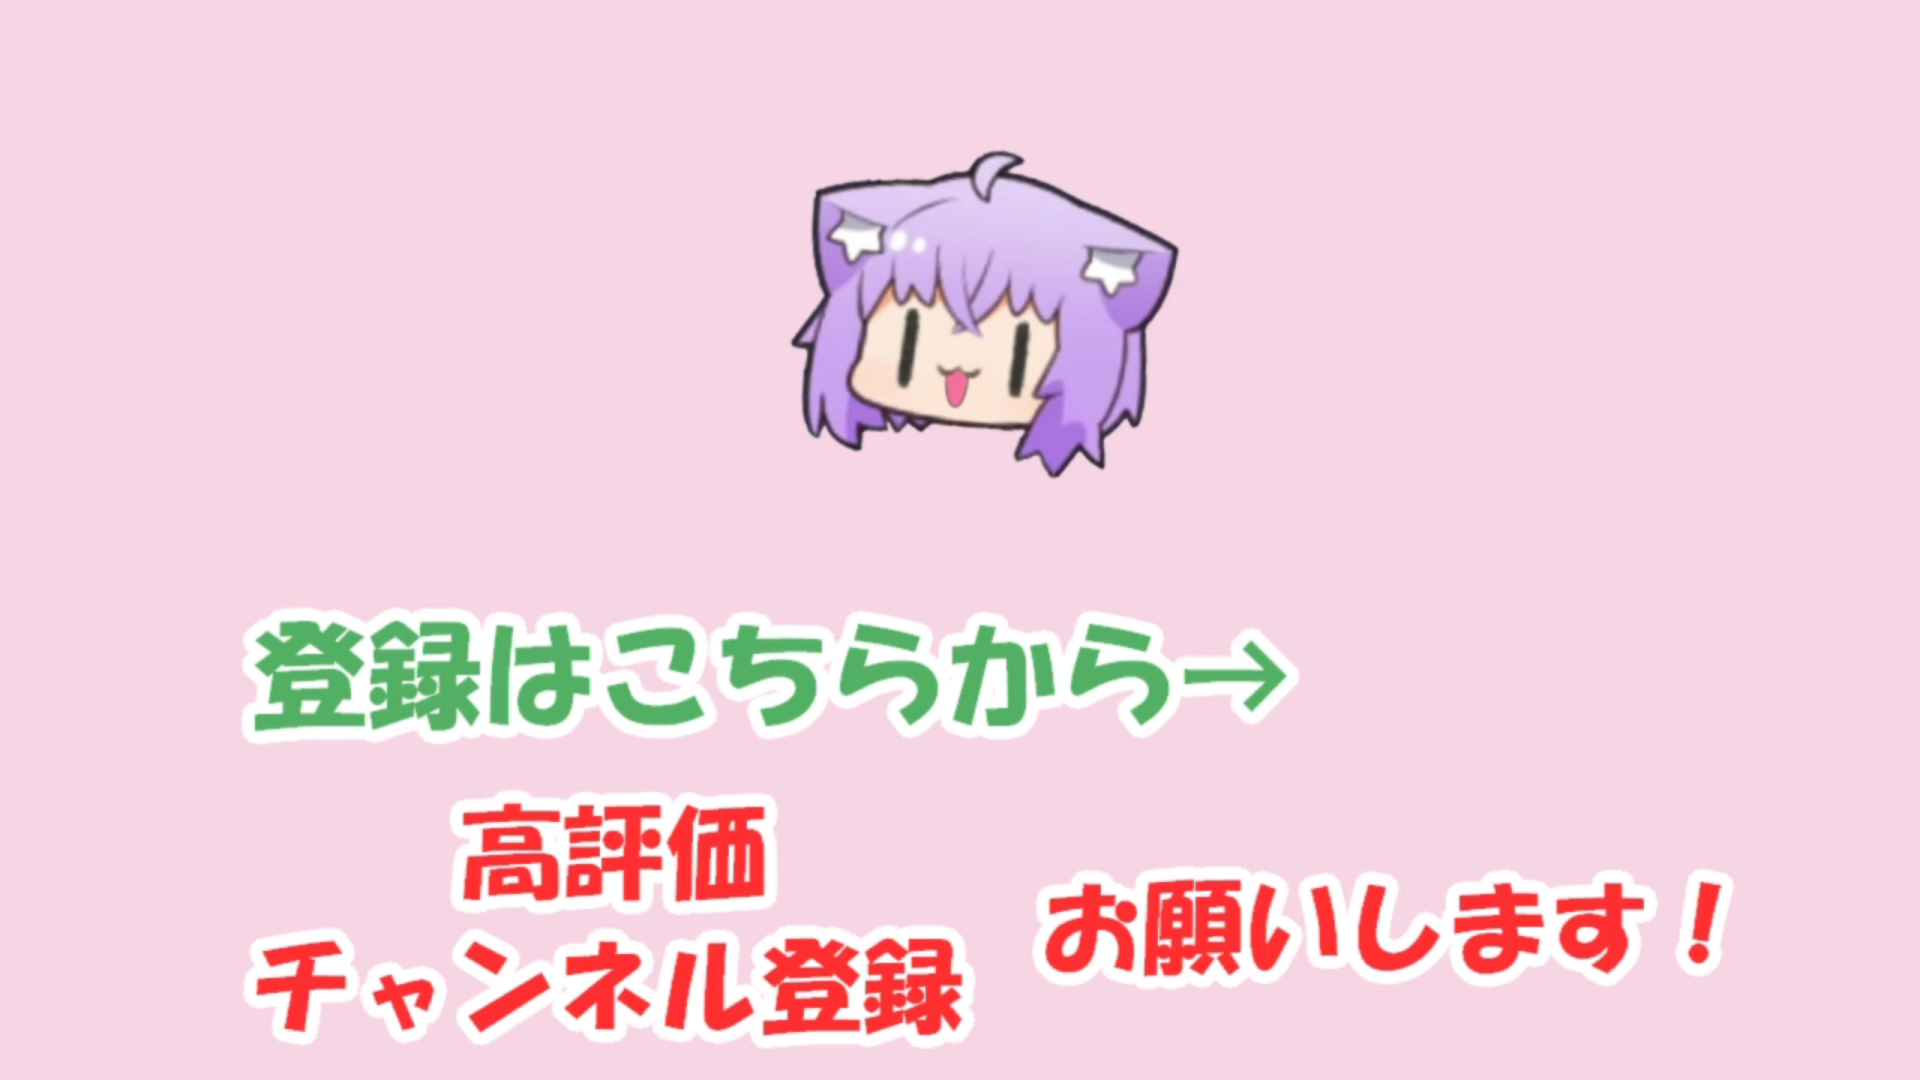 登録はこちらから→
高評価
チャンネル登録
お願いします！